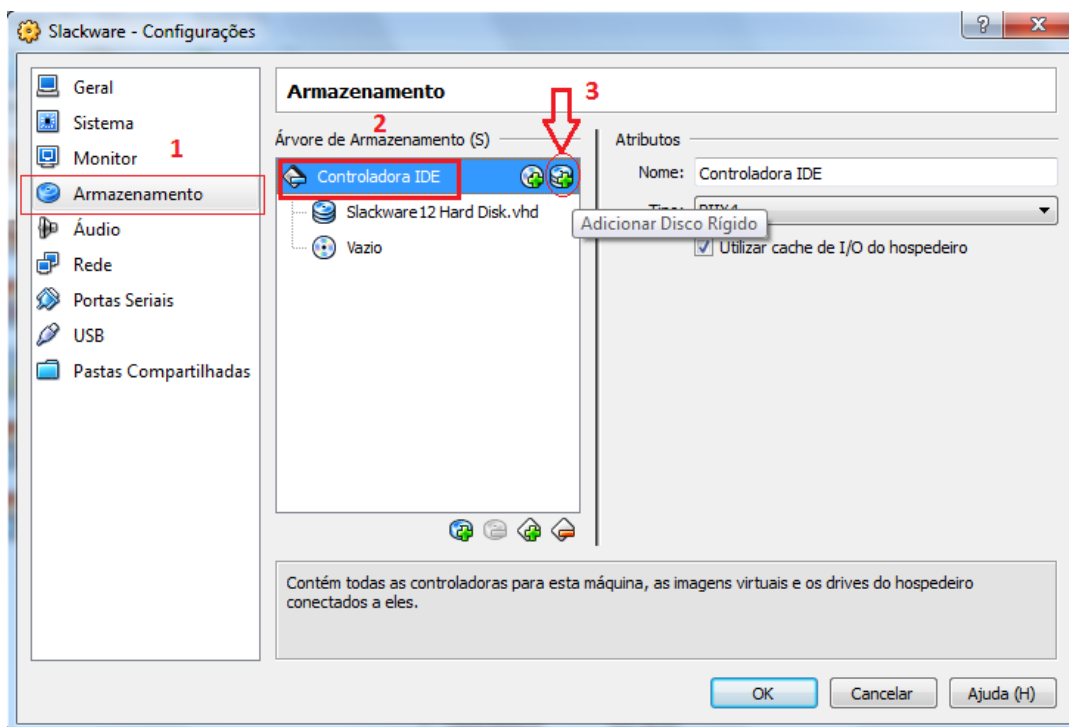 Slackware - Configurações
Geral
Sistema
Monitor
1
Armazenamento
Áudio
Rede
Portas Seriais
USB
Pastas Compartilhadas
Armazenamento
3
2
Árvore de Armazenamento (S)
Controladora IDE
Slackware12 Hard Disk.vhd
Vazio
Atributos
Nome: Controladora IDE
Adicionar Disco Rígido
Utilizar cache de I/O do hospedeiro
Contém todas as controladoras para esta máquina, as imagens virtuais e os drives do hospedeiro
conectados a eles.
OK
Cancelar
Ajuda (H)